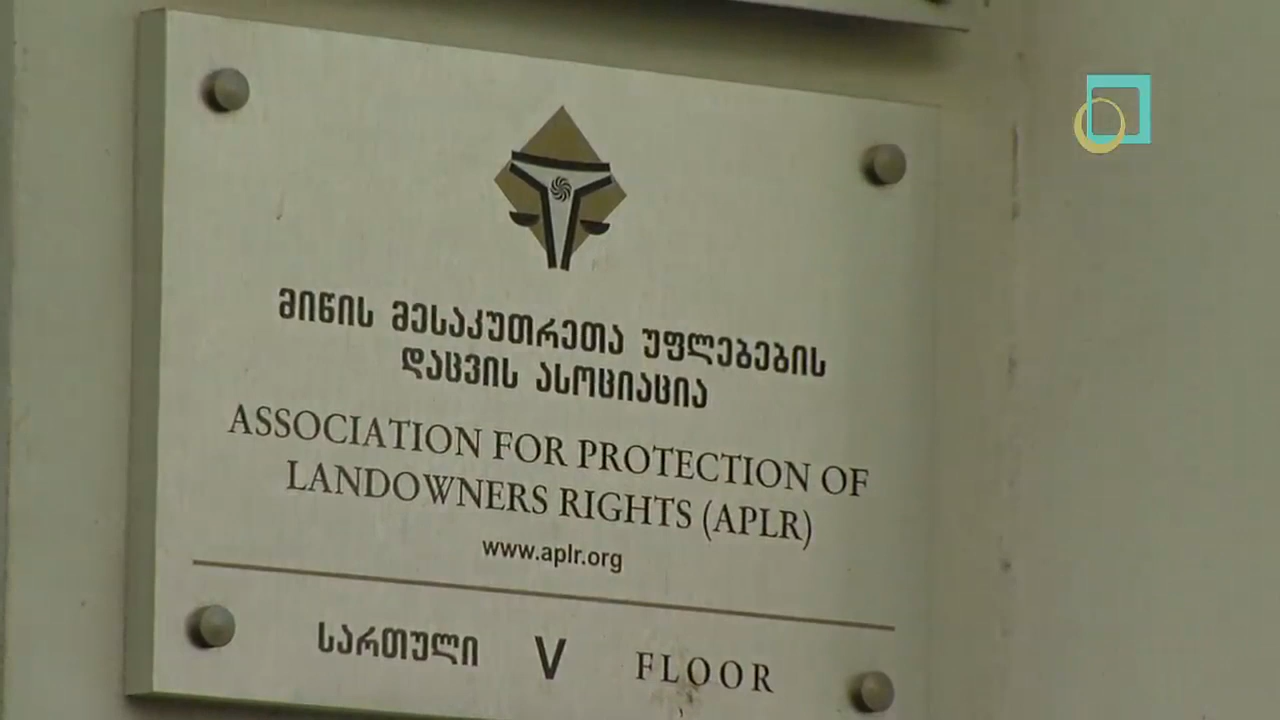 მიწის მესაკუთრეთა უფლებების
დაცვის ასოციაცია
ASSOCIATION FOR PROTECTION OF
LANDOWNERS RIGHTS (APLR)
www.aplr.org
სართული V FLOOR